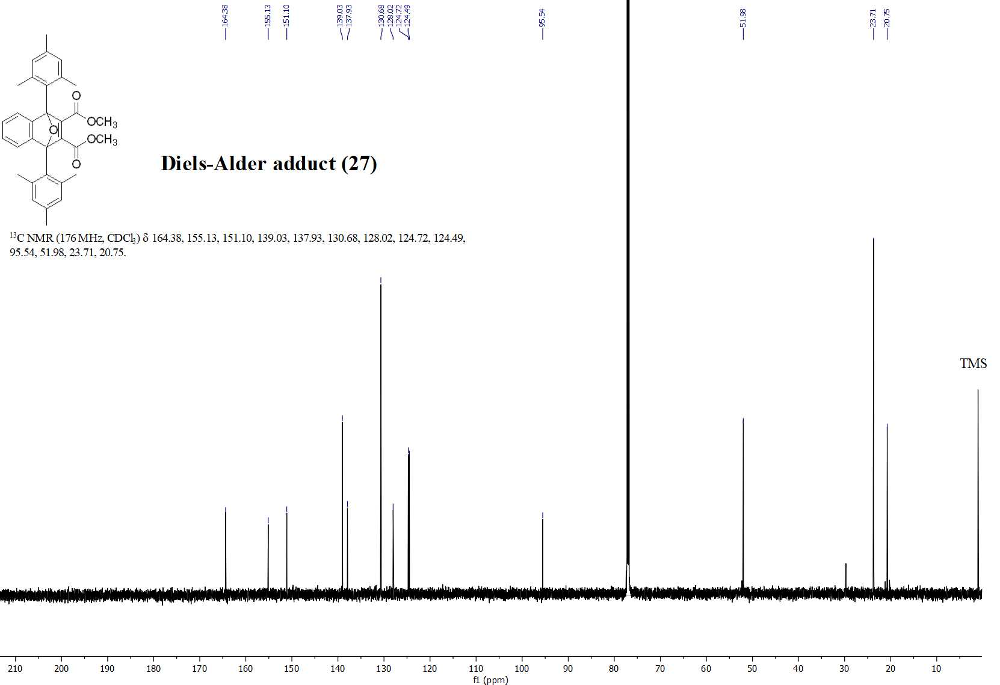 164.38
155.13
151.10
139.03
137.93
130.68
128.02
124.72
124.49
95.54
51.98
23.71
20.75
O
OCH3
O
OCH3
O
Diels-Alder adduct (27)
13C NMR (176 MHz, CDCl3) δ 164.38, 155.13, 151.10, 139.03, 137.93, 130.68, 128.02, 124.72, 124.49,
95.54, 51.98, 23.71, 20.75.
TMS
210 200 190 180 170 160 150 140 130 120 110 100 90 80 70 60 50 40 30 20 10
f1 (ppm)